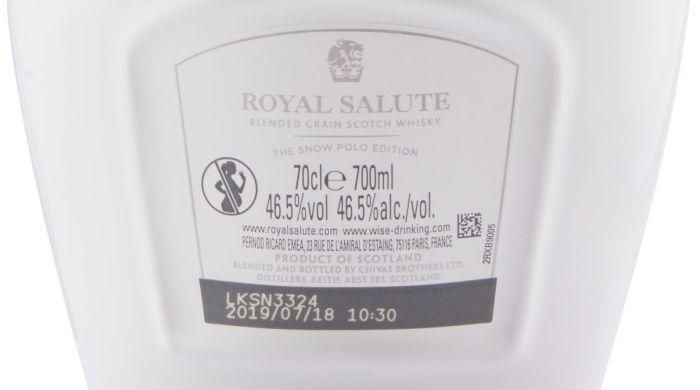 ROYAL SALUTE
BLENDED GRAIN SCOTCH WHISKY
THE SNOW POLO EDITION
70cl e 700ml
46.5%vol 46.5%alc./vol.
www.royalsalute.com www.wise-drinking.com
PERNOD RICARD EMEA, 23 RUE DE L'AMIRAL D'ESTAING, 75116 PARIS, FRANCE
PRODUCT OF SCOTLAND
BLENDED AND BOTTLED BY CHIVAS BROTHERS LTD.
DISTILLERS, KEITH, AB55 5BS, SCOTLAND
2RXB9005
LKSN3324
2019/07/18 10:30